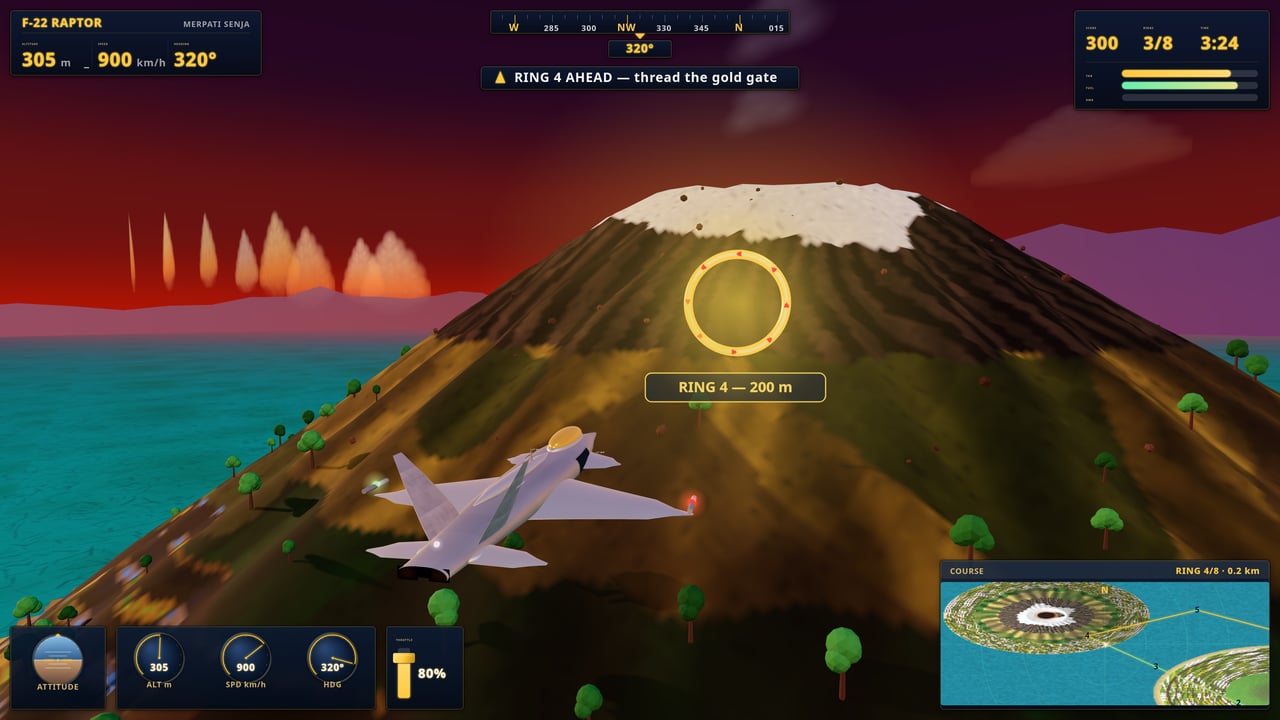 F-22 RAPTOR MERPATI SENJA
305 m 900 km/h 320°
W 285 300 NW 330 345 N 015
320°
RING 4 AHEAD — thread the gold gate
300 3/8 3:24
RING 4 — 200 m
COURSE RING 4/8 · 0.2 km
N
5
4
3
2
305 900 320°
ATTITUDE ALT m SPD km/h HDG
80%